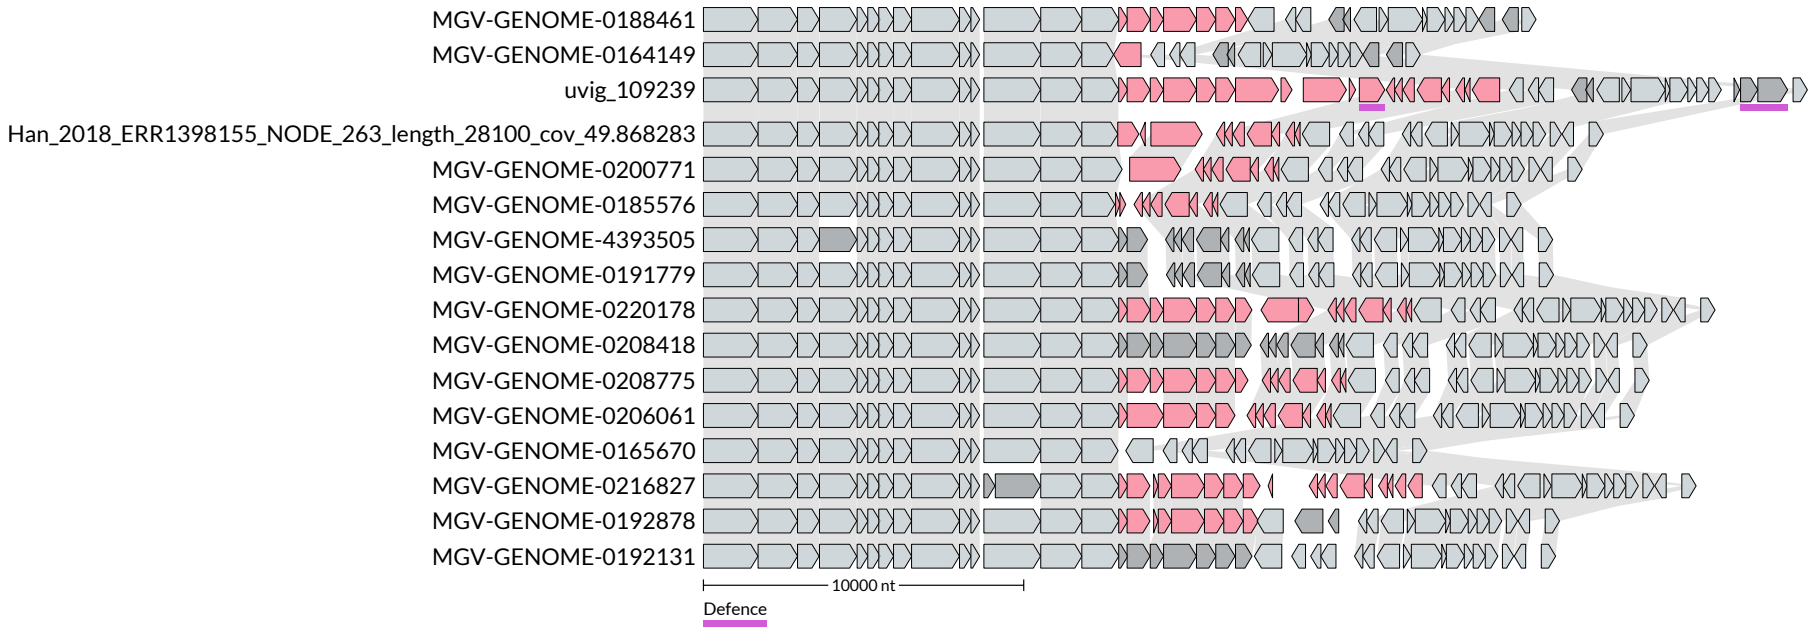 MGV-GENOME-0188461
MGV-GENOME-0164149
uvig_109239
Han_2018_ERR1398155_NODE_263_length_28100_cov_49.868283
MGV-GENOME-0200771
MGV-GENOME-0185576
MGV-GENOME-4393505
MGV-GENOME-0191779
MGV-GENOME-0220178
MGV-GENOME-0208418
MGV-GENOME-0208775
MGV-GENOME-0206061
MGV-GENOME-0165670
MGV-GENOME-0216827
MGV-GENOME-0192878
MGV-GENOME-0192131
10000 nt
Defence